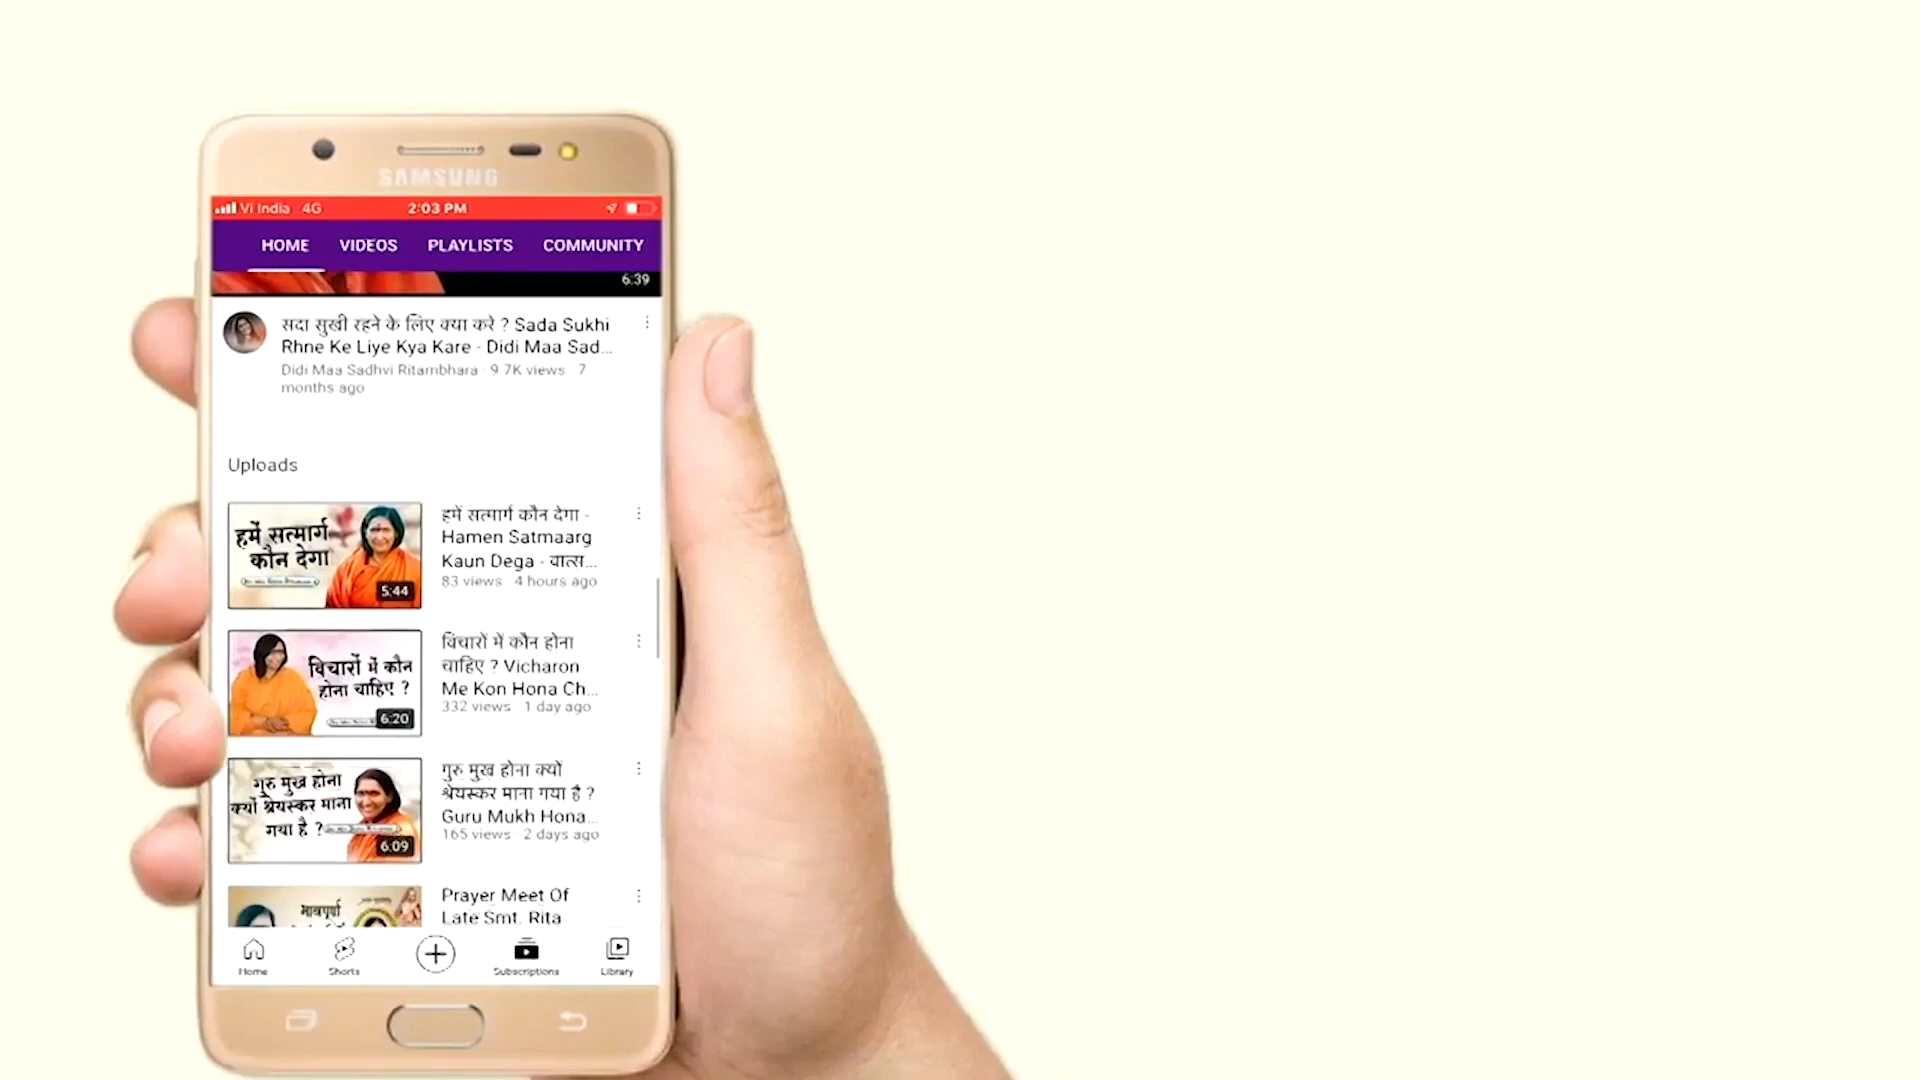 SAMSUNG
Vi India 4G 2:03 PM
HOME VIDEOS PLAYLISTS COMMUNITY
6:39
सदा सुखी रहने के लिए क्या करे ? Sada Sukhi
Rhne Ke Liye Kya Kare - Didi Maa Sad...
Didi Maa Sadhvi Ritambhara · 9.7K views · 7
months ago
Uploads
हमें सत्मार्ग
कौन देगा
5:44
हमें सत्मार्ग कौन देगा -
Hamen Satmaarg
Kaun Dega - वात्स...
83 views · 4 hours ago
विचारों में कौन
होना चाहिए ?
6:20
विचारों में कौन होना
चाहिए ? Vicharon
Me Kon Hona Ch...
332 views · 1 day ago
गुरु मुख होना
क्यों श्रेयस्कर माना
गया है ?
6:09
गुरु मुख होना क्यों
श्रेयस्कर माना गया है ?
Guru Mukh Hona...
165 views · 2 days ago
भावपूर्ण
Prayer Meet Of
Late Smt. Rita
Home Shorts Subscriptions Library